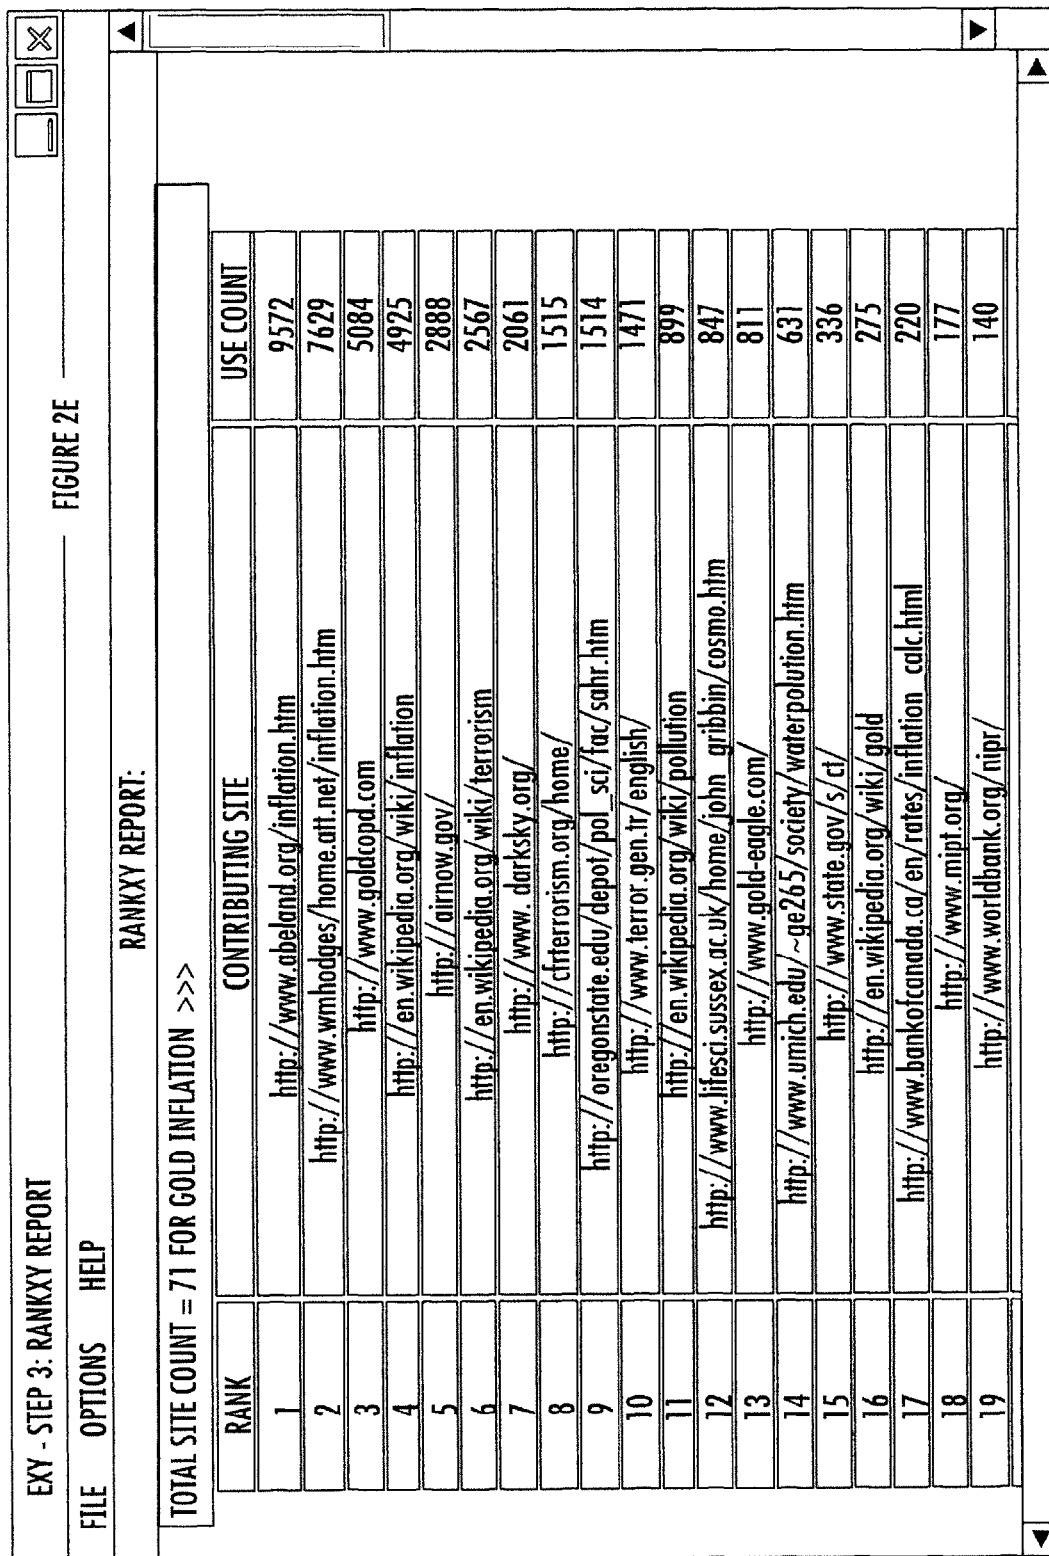 EXY - STEP 3: RANKXY REPORT
FIGURE 2E
FILE OPTIONS HELP
RANKXY REPORT:
TOTAL SITE COUNT = 71 FOR GOLD INFLATION >>>
RANK CONTRIBUTING SITE USE COUNT
1 http://www.abeland.org/inflation.htm 9572
2 http://www.wmhodges/home.att.net/inflation.htm 7629
3 http://www.goldcopd.com 5084
4 http://en.wikipedia.org/wiki/inflation 4925
5 http://airnow.gov/ 2888
6 http://en.wikipedia.org/wiki/terrorism 2567
7 http://www. darksky.org/ 2061
8 http://cfrterrorism.org/home/ 1515
9 http://oregonstate.edu/depot/pol_sci/fac/sahr.htm 1514
10 http://www.terror.gen.tr/english/ 1471
11 http://en.wikipedia.org/wiki/pollution 899
12 http://www.lifesci.sussex.ac.uk/home/john_gribbin/cosmo.htm 847
13 http://www.gold-eagle.com/ 811
14 http://www.umich.edu/~ge265/society/waterpolution.htm 631
15 http://www.state.gov/s/ct/ 336
16 http://en.wikipedia.org/wiki/gold 275
17 http://www.bankofcanda.ca/en/rates/inflation_calc.html 220
18 http://www.mipt.org/ 177
19 http://www.worldbank.org/nipr/ 140